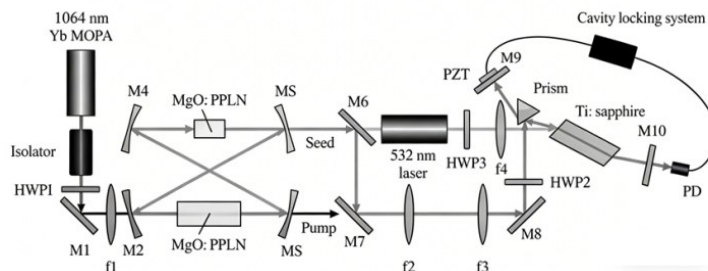 1064 nm
Yb MOPA
Cavity locking system
M9
PZT
M4
MS
MgO: PPLN
M6
Prism
Ti: sapphire
Isolator
M10
Seed
532 nm
laser
HWP3
f4
HWP2
PD
HWPI
M1
f1
M2
MgO: PPLN
MS
Pump
M7
f2
f3
M8